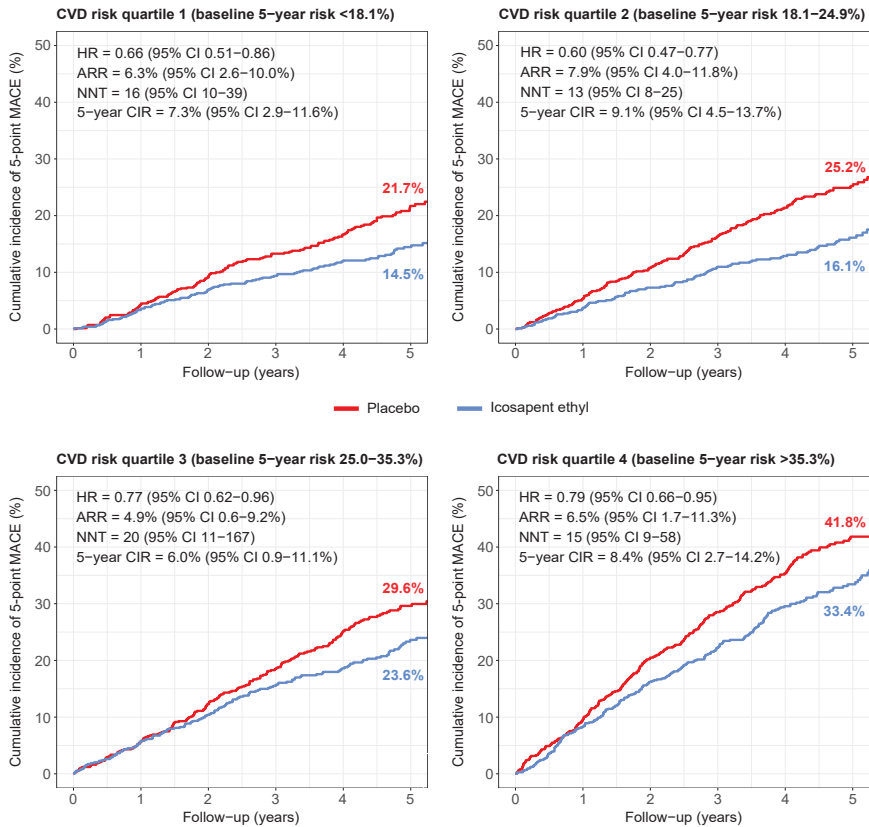 CVD risk quartile 1 (baseline 5−year risk <18.1%)
Cumulative incidence of 5-point MACE (%)
50
40
30
20
10
0
HR = 0.66 (95% CI 0.51−0.86)
ARR = 6.3% (95% CI 2.6−10.0%)
NNT = 16 (95% CI 10−39)
5-year CIR = 7.3% (95% CI 2.9−11.6%)
21.7%
14.5%
0 1 2 3 4 5
Follow−up (years)
CVD risk quartile 2 (baseline 5−year risk 18.1−24.9%)
Cumulative incidence of 5-point MACE (%)
50
40
30
20
10
0
HR = 0.60 (95% CI 0.47−0.77)
ARR = 7.9% (95% CI 4.0−11.8%)
NNT = 13 (95% CI 8−25)
5-year CIR = 9.1% (95% CI 4.5−13.7%)
25.2%
16.1%
0 1 2 3 4 5
Follow−up (years)
Placebo Icosapent ethyl
CVD risk quartile 3 (baseline 5−year risk 25.0−35.3%)
Cumulative incidence of 5-point MACE (%)
50
40
30
20
10
0
HR = 0.77 (95% CI 0.62−0.96)
ARR = 4.9% (95% CI 0.6−9.2%)
NNT = 20 (95% CI 11−167)
5-year CIR = 6.0% (95% CI 0.9−11.1%)
29.6%
23.6%
0 1 2 3 4 5
Follow−up (years)
CVD risk quartile 4 (baseline 5−year risk >35.3%)
Cumulative incidence of 5-point MACE (%)
50
40
30
20
10
0
HR = 0.79 (95% CI 0.66−0.95)
ARR = 6.5% (95% CI 1.7−11.3%)
NNT = 15 (95% CI 9−58)
5-year CIR = 8.4% (95% CI 2.7−14.2%)
41.8%
33.4%
0 1 2 3 4 5
Follow−up (years)